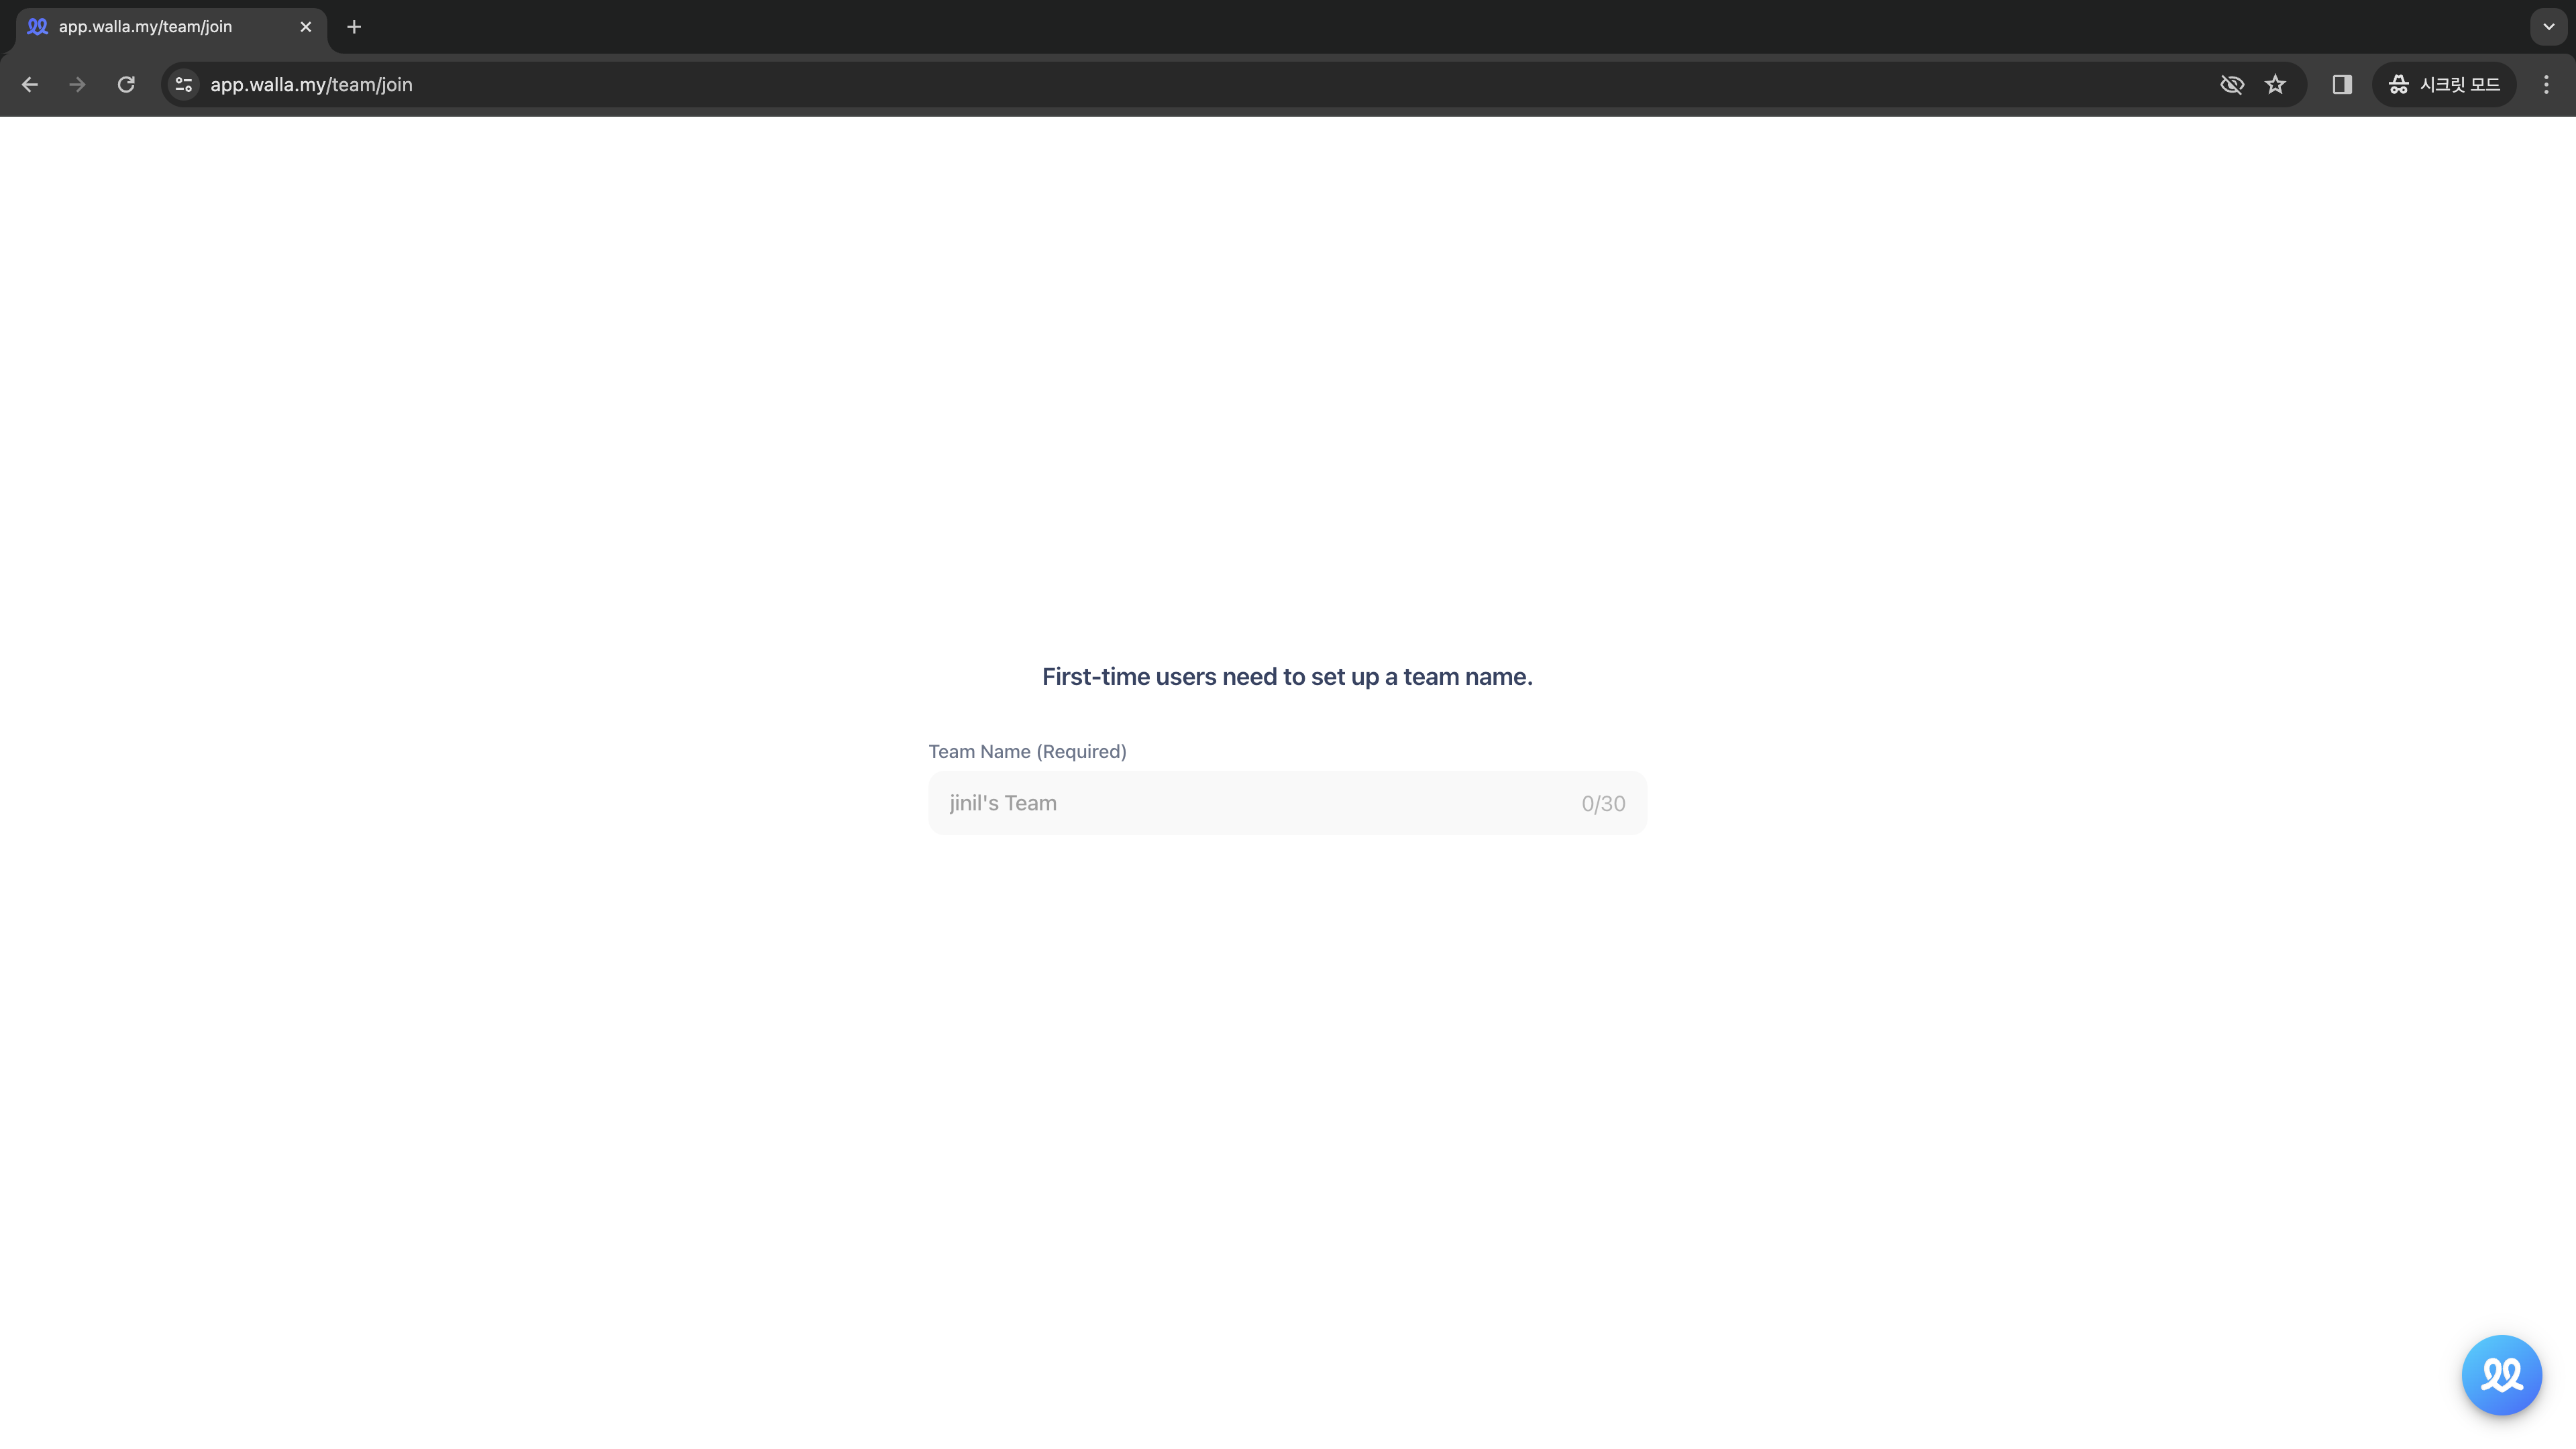 app.walla.my/team/join
app.walla.my/team/join
시크릿 모드
First-time users need to set up a team name.
Team Name (Required)
jinil's Team
0/30